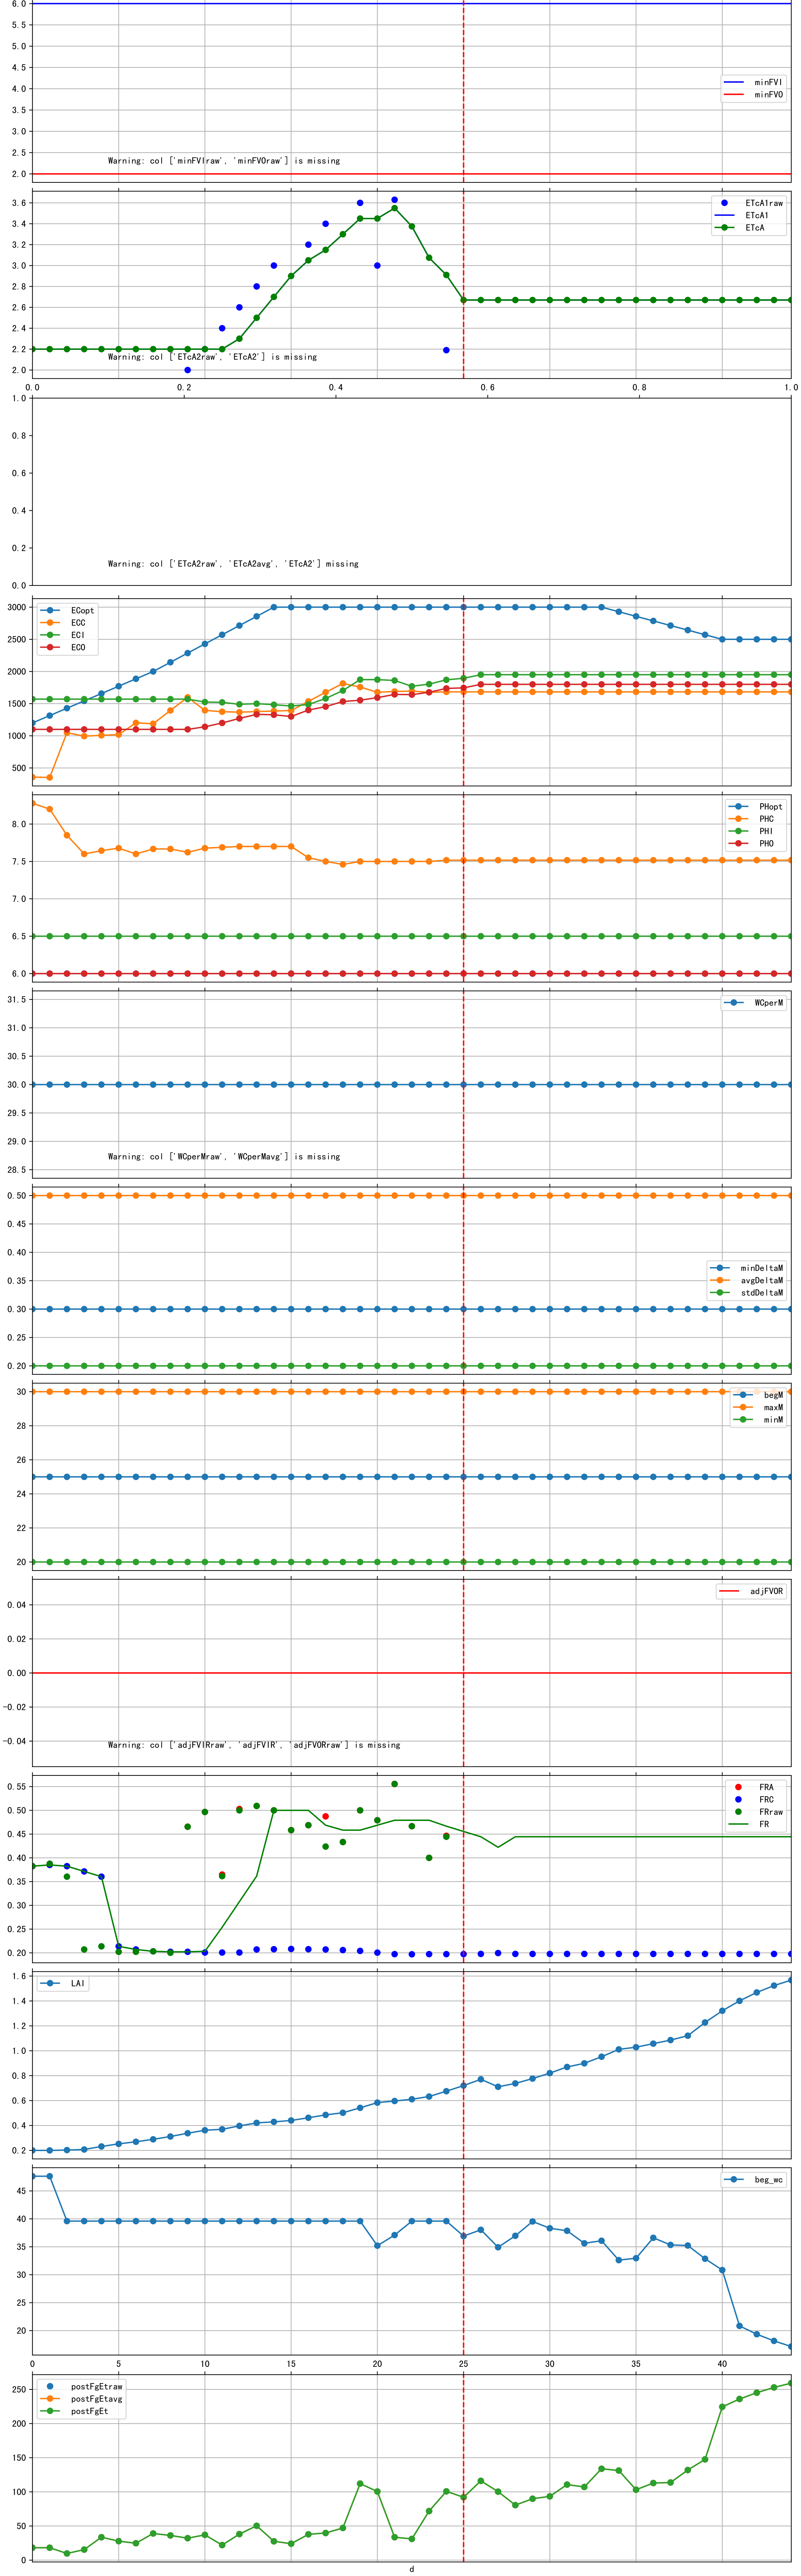 6.0
5.5
5.0
4.5
4.0
3.5
3.0
2.5
2.0
minFVI
minFVO
Warning: col ['minFVIraw', 'minFVOraw'] is missing
3.6
3.4
3.2
3.0
2.8
2.6
2.4
2.2
2.0
ETcA1raw
ETcA1
ETcA
Warning: col ['ETcA2raw', 'ETcA2'] is missing
0.0 0.2 0.4 0.6 0.8 1.0
1.0
0.8
0.6
0.4
0.2
0.0
Warning: col ['ETcA2raw', 'ETcA2avg', 'ETcA2'] missing
3000
2500
2000
1500
1000
500
ECopt
ECC
ECI
ECO
8.0
7.5
7.0
6.5
6.0
PHopt
PHC
PHI
PHO
31.5
31.0
30.5
30.0
29.5
29.0
28.5
WCperM
Warning: col ['WCperMraw', 'WCperMavg'] is missing
0.50
0.45
0.40
0.35
0.30
0.25
0.20
minDeltaM
avgDeltaM
stdDeltaM
30
28
26
24
22
20
begM
maxM
minM
0.04
0.02
0.00
−0.02
−0.04
adjFVOR
Warning: col ['adjFVIRraw', 'adjFVIR', 'adjFVORraw'] is missing
0.55
0.50
0.45
0.40
0.35
0.30
0.25
0.20
FRA
FRC
FRraw
FR
1.6
1.4
1.2
1.0
0.8
0.6
0.4
0.2
LAI
45
40
35
30
25
20
beg_wc
0 5 10 15 20 25 30 35 40
250
200
150
100
50
0
postFgEtraw
postFgEtavg
postFgEt
d